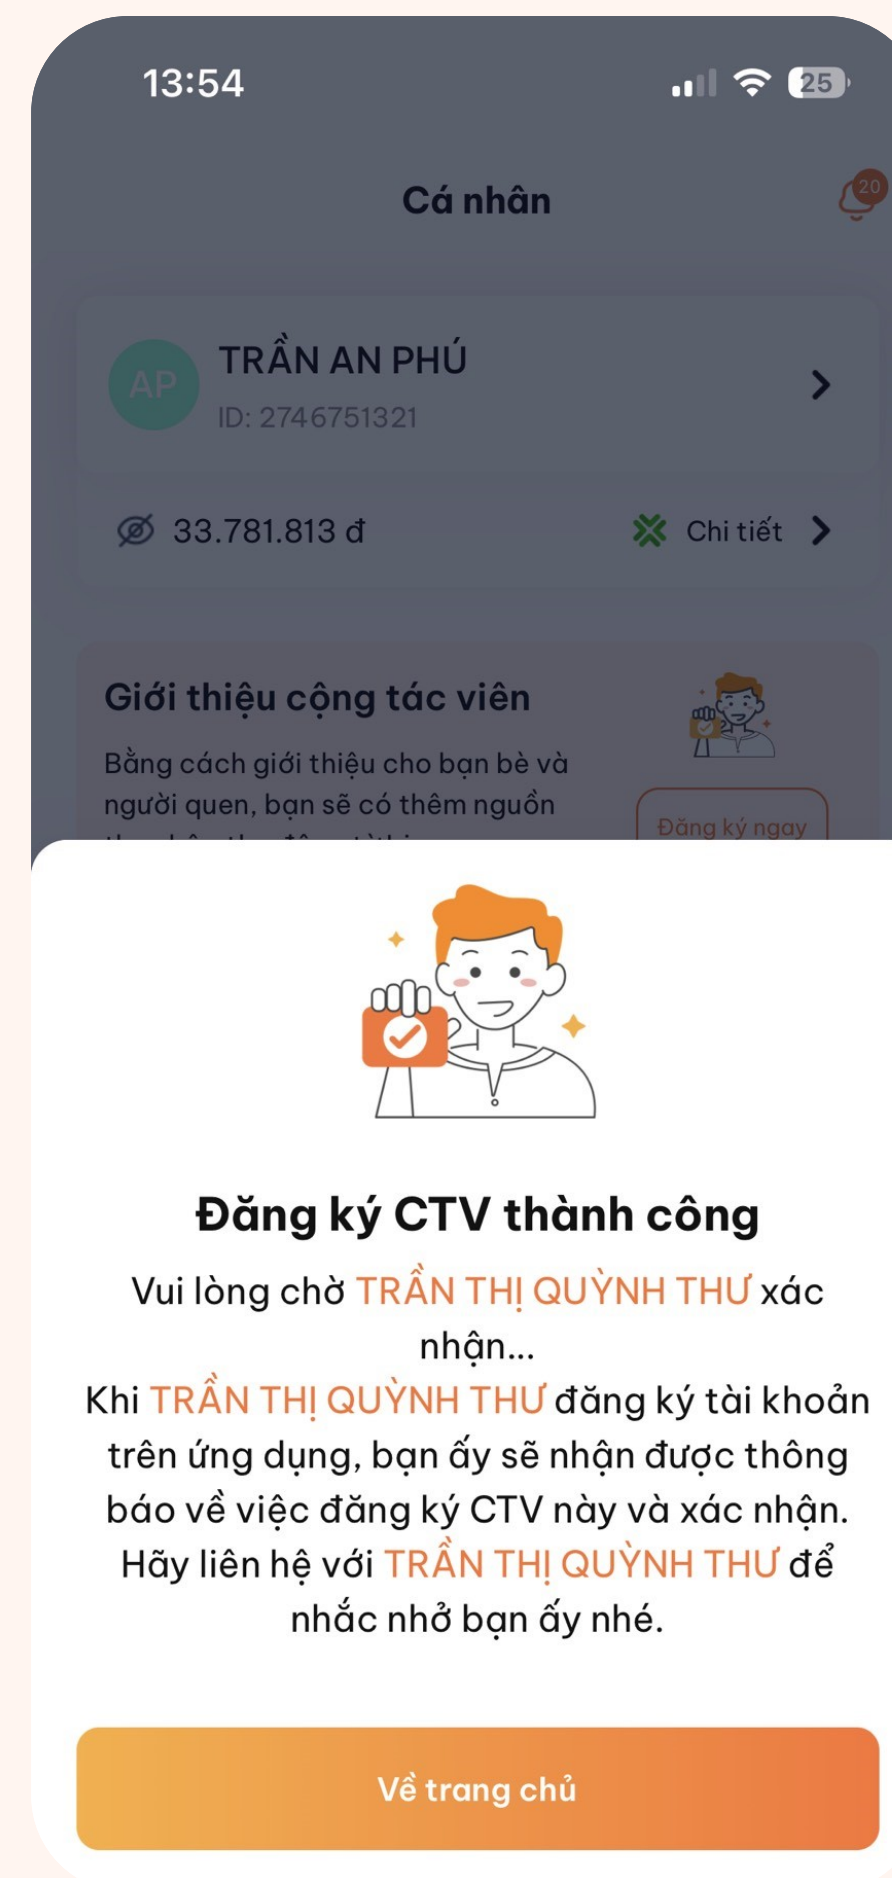 13:54
25
Cá nhân
20
AP
TRẦN AN PHÚ
ID: 2746751321
33.781.813 đ
Chi tiết
Giới thiệu cộng tác viên
Bằng cách giới thiệu cho bạn bè và
người quen, bạn sẽ có thêm nguồn
Đăng ký ngay
Đăng ký CTV thành công
Vui lòng chờ TRẦN THỊ QUỲNH THƯ xác
nhận...
Khi TRẦN THỊ QUỲNH THƯ đăng ký tài khoản
trên ứng dụng, bạn ấy sẽ nhận được thông
báo về việc đăng ký CTV này và xác nhận.
Hãy liên hệ với TRẦN THỊ QUỲNH THƯ để
nhắc nhở bạn ấy nhé.
Về trang chủ